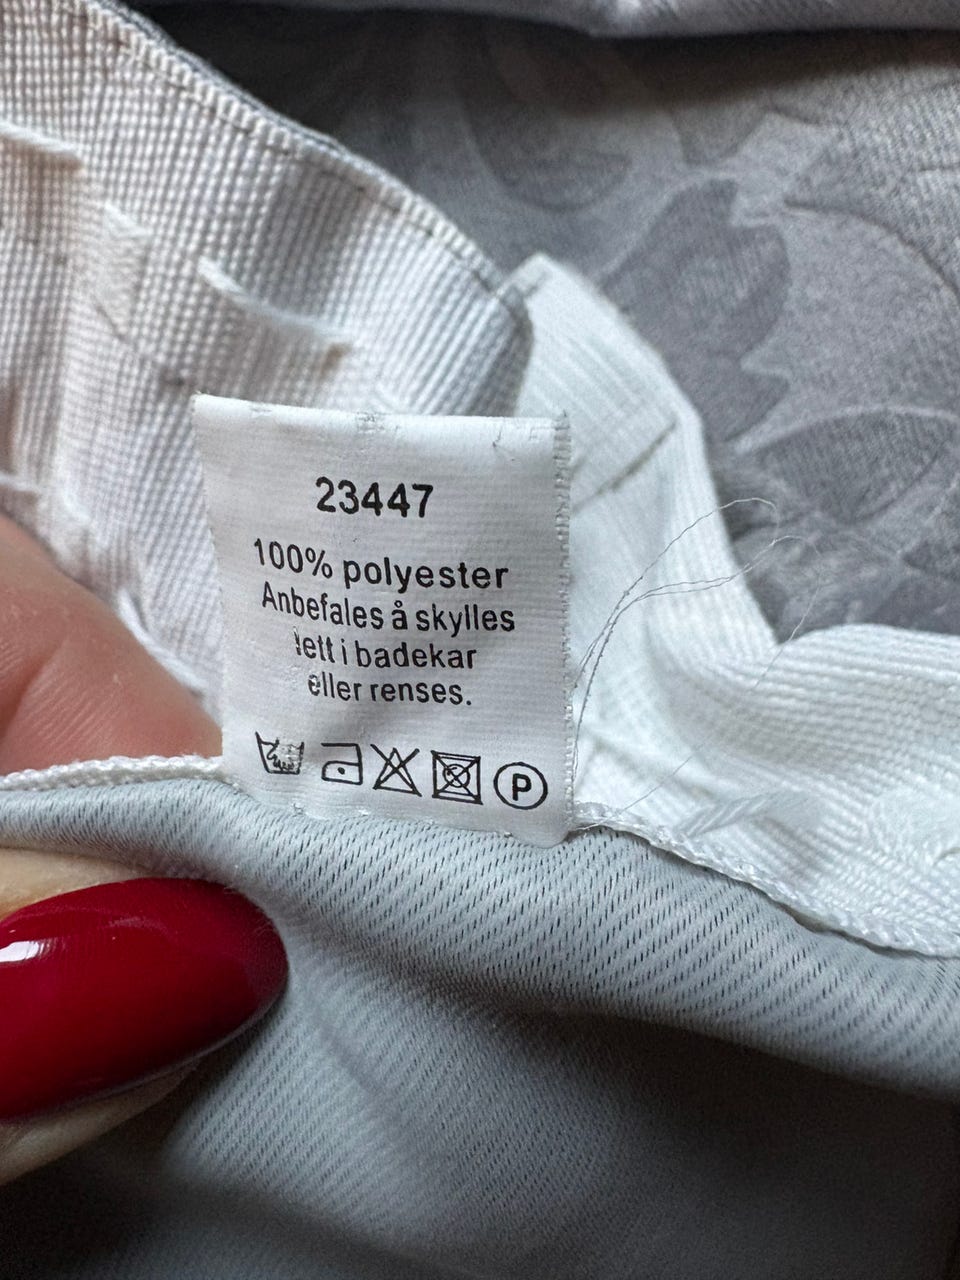 23447
100% polyester
Anbefales å skylles
lett i badekar
eller renses.
P